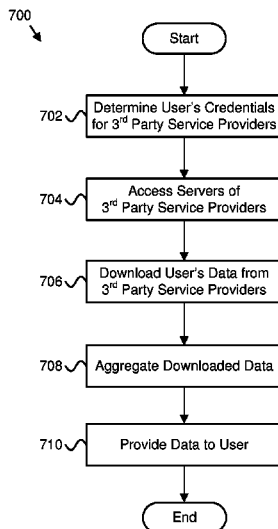 700
Start
702 Determine User's Credentials
for 3rd Party Service Providers
704 Access Servers of
3rd Party Service Providers
706 Download User's Data from
3rd Party Service Providers
708 Aggregate Downloaded Data
710 Provide Data to User
End